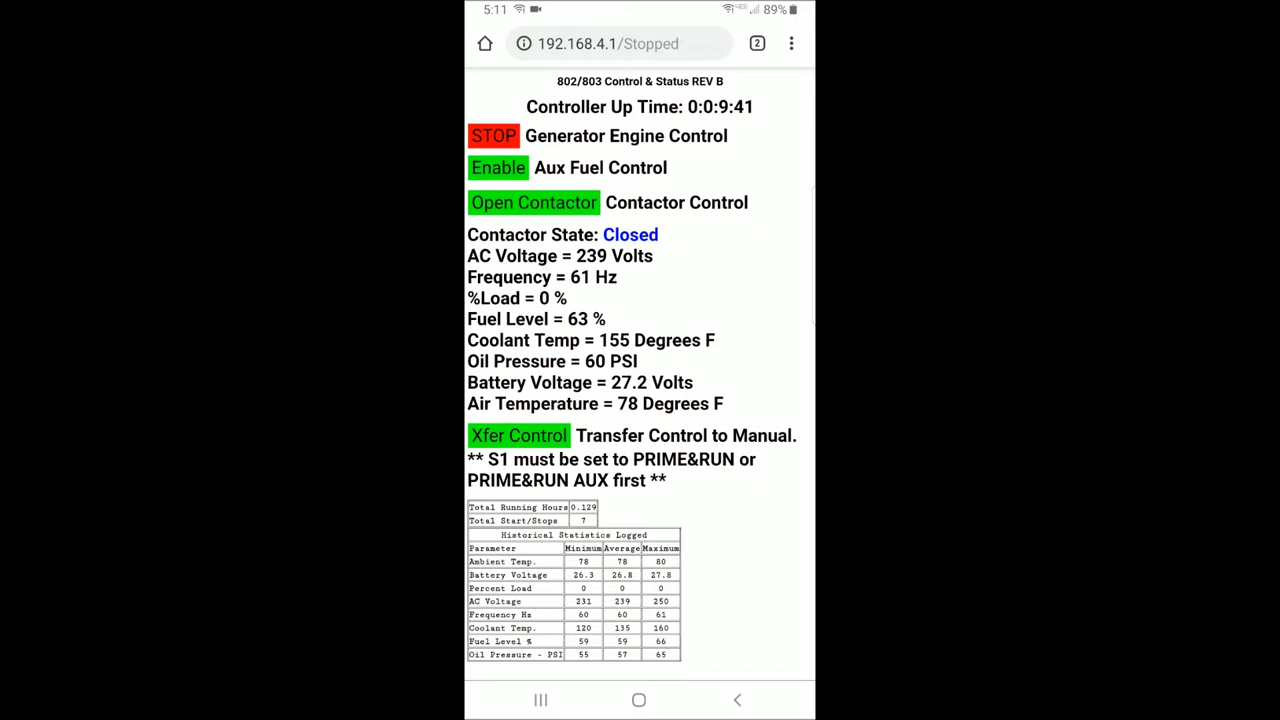 5:11 89%
192.168.4.1/Stopped 2
802/803 Control & Status REV B
Controller Up Time: 0:0:9:41
STOP Generator Engine Control
Enable Aux Fuel Control
Open Contactor Contactor Control
Contactor State: Closed
AC Voltage = 239 Volts
Frequency = 61 Hz
%Load = 0 %
Fuel Level = 63 %
Coolant Temp = 155 Degrees F
Oil Pressure = 60 PSI
Battery Voltage = 27.2 Volts
Air Temperature = 78 Degrees F
Xfer Control Transfer Control to Manual.
** S1 must be set to PRIME&RUN or
PRIME&RUN AUX first **
Total Running Hours 0.129
Total Start/Stops 7
Historical Statistics Logged
Parameter Minimum Average Maximum
Ambient Temp. 78 78 80
Battery Voltage 26.3 26.8 27.8
Percent Load 0 0 0
AC Voltage 231 239 250
Frequency Hz 60 60 61
Coolant Temp. 120 135 160
Fuel Level % 59 59 66
Oil Pressure - PSI 55 57 65